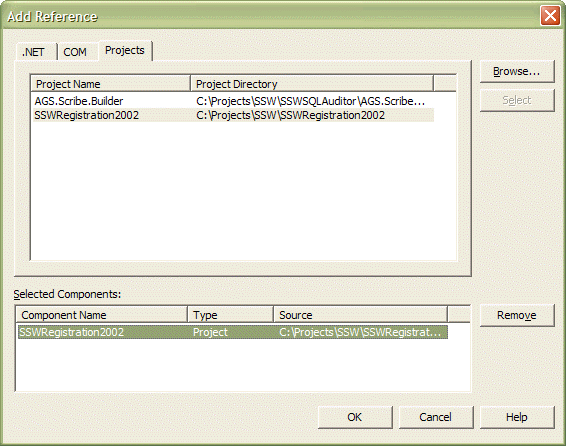 Add Reference
.NET COM Projects
Project Name Project Directory
AGS.Scribe.Builder C:\Projects\SSW\SSWSQLAuditor\AGS.Scribe...
SSWRegistration2002 C:\Projects\SSW\SSWRegistration2002
Browse...
Select
Selected Components:
Component Name Type Source
SSWRegistration2002 Project C:\Projects\SSW\SSWRegistrat...
Remove
OK Cancel Help